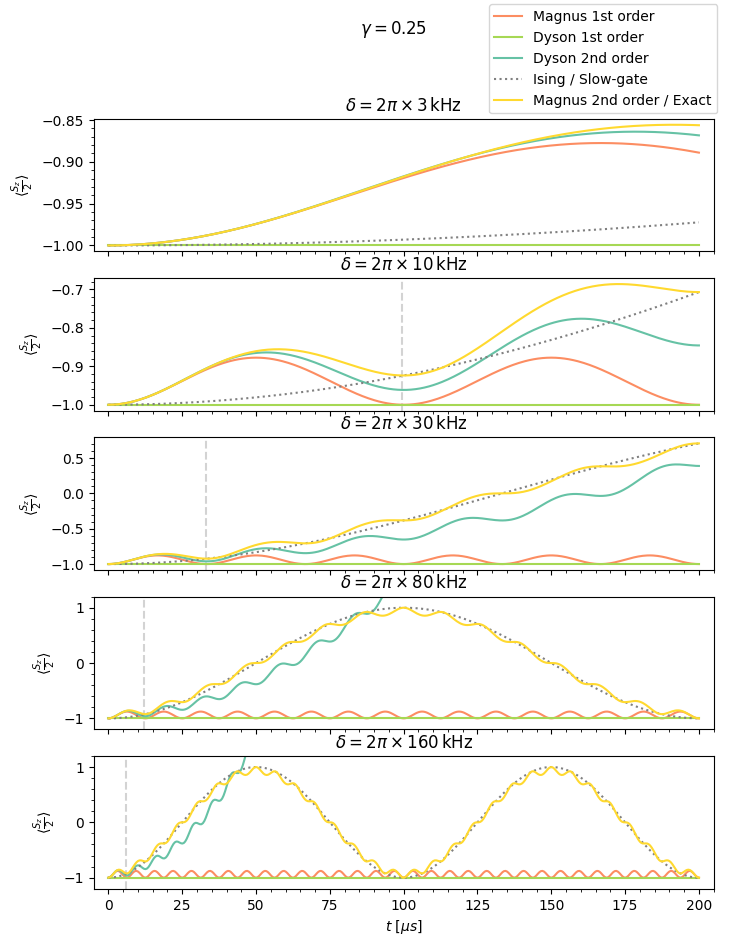 γ = 0.25
Magnus 1st order
Dyson 1st order
Dyson 2nd order
Ising / Slow-gate
Magnus 2nd order / Exact
δ = 2π × 3 kHz
−0.85
−0.90
−0.95
−1.00
⟨S_z/2⟩
δ = 2π × 10 kHz
−0.7
−0.8
−0.9
−1.0
⟨S_z/2⟩
δ = 2π × 30 kHz
0.5
0.0
−0.5
−1.0
⟨S_z/2⟩
δ = 2π × 80 kHz
1
0
−1
⟨S_z/2⟩
δ = 2π × 160 kHz
1
0
−1
⟨S_z/2⟩
0 25 50 75 100 125 150 175 200
t [μs]